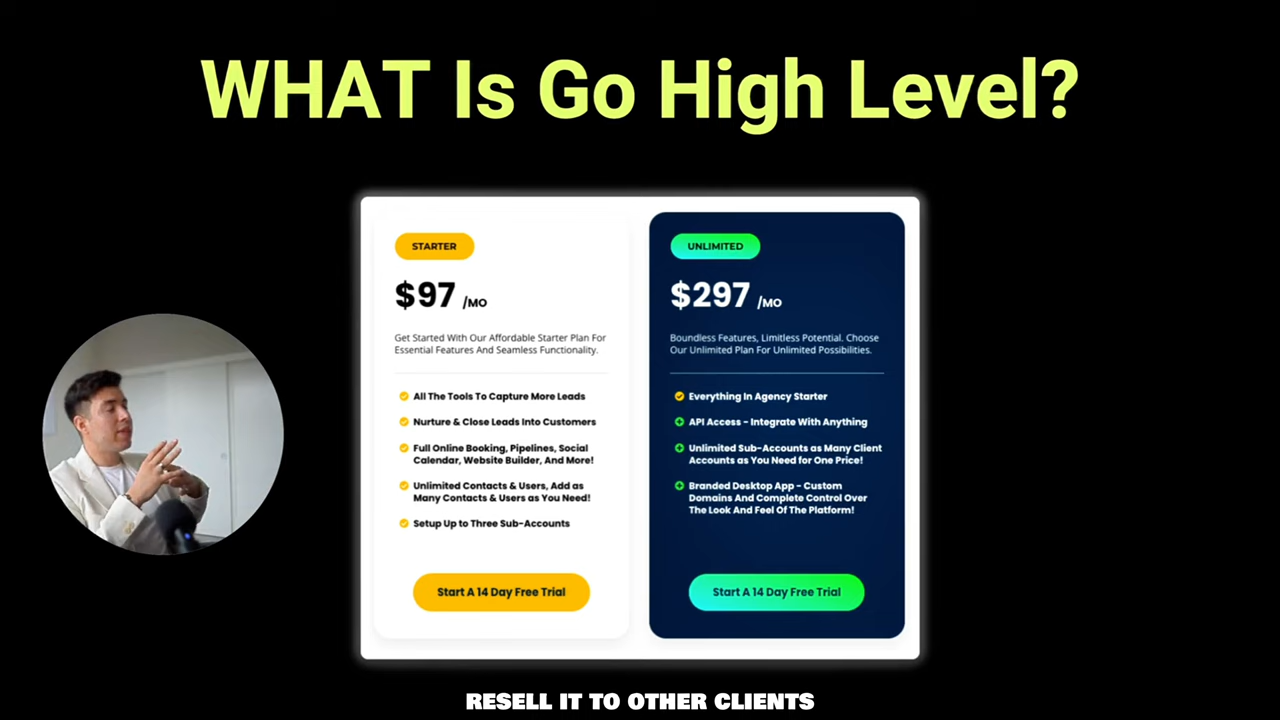 WHAT Is Go High Level?
STARTER
$97 /MO
Get Started With Our Affordable Starter Plan For
Essential Features And Seamless Functionality.
All The Tools To Capture More Leads
Nurture & Close Leads Into Customers
Full Online Booking, Pipelines, Social
Calendar, Website Builder, And More!
Unlimited Contacts & Users, Add as
Many Contacts & Users as You Need!
Setup Up to Three Sub-Accounts
Start A 14 Day Free Trial
UNLIMITED
$297 /MO
Boundless Features, Limitless Potential. Choose
Our Unlimited Plan For Unlimited Possibilities.
Everything In Agency Starter
API Access - Integrate With Anything
Unlimited Sub-Accounts as Many Client
Accounts as You Need for One Price!
Branded Desktop App - Custom
Domains And Complete Control Over
The Look And Feel Of The Platform!
Start A 14 Day Free Trial
RESELL IT TO OTHER CLIENTS